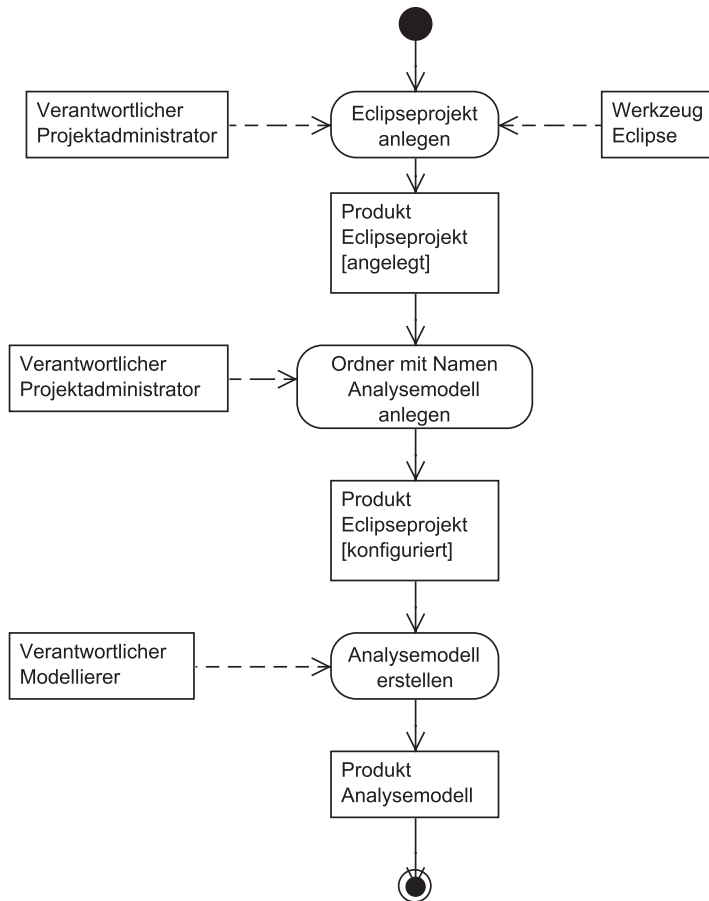 Verantwortlicher
Projektadministrator
Eclipseprojekt
anlegen
Werkzeug
Eclipse
Produkt
Eclipseprojekt
[angelegt]
Verantwortlicher
Projektadministrator
Ordner mit Namen
Analysemodell
anlegen
Produkt
Eclipseprojekt
[konfiguriert]
Verantwortlicher
Modellierer
Analysemodell
erstellen
Produkt
Analysemodell